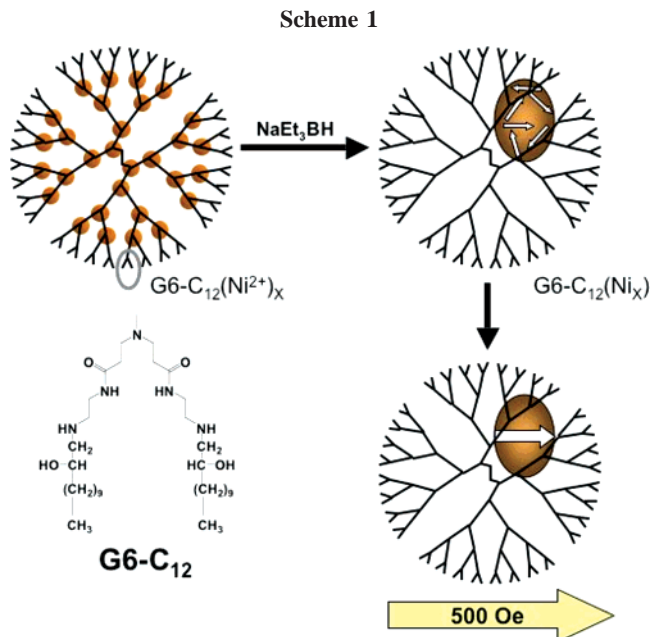 Scheme 1
NaEt₃BH
G6-C₁₂(Ni²⁺)ₓ
G6-C₁₂(Niₓ)
N
O
O
NH
HN
NH
NH
CH₂
CH₂
HO-CH
HC-OH
(CH₂)₉
(CH₂)₉
CH₃
CH₃
G6-C₁₂
500 Oe